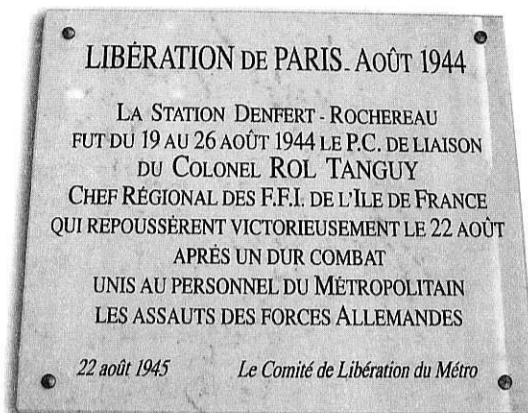 LIBÉRATION DE PARIS - AOÛT 1944
LA STATION DENFERT - ROCHEREAU
FUT DU 19 AU 26 AOÛT 1944 LE P.C. DE LIAISON
DU COLONEL ROL TANGUY
CHEF RÉGIONAL DES F.F.I. DE L'ILE DE FRANCE
QUI REPOUSSÈRENT VICTORIEUSEMENT LE 22 AOÛT
APRÈS UN DUR COMBAT
UNIS AU PERSONNEL DU MÉTROPOLITAIN
LES ASSAUTS DES FORCES ALLEMANDES
22 août 1945 Le Comité de Libération du Métro